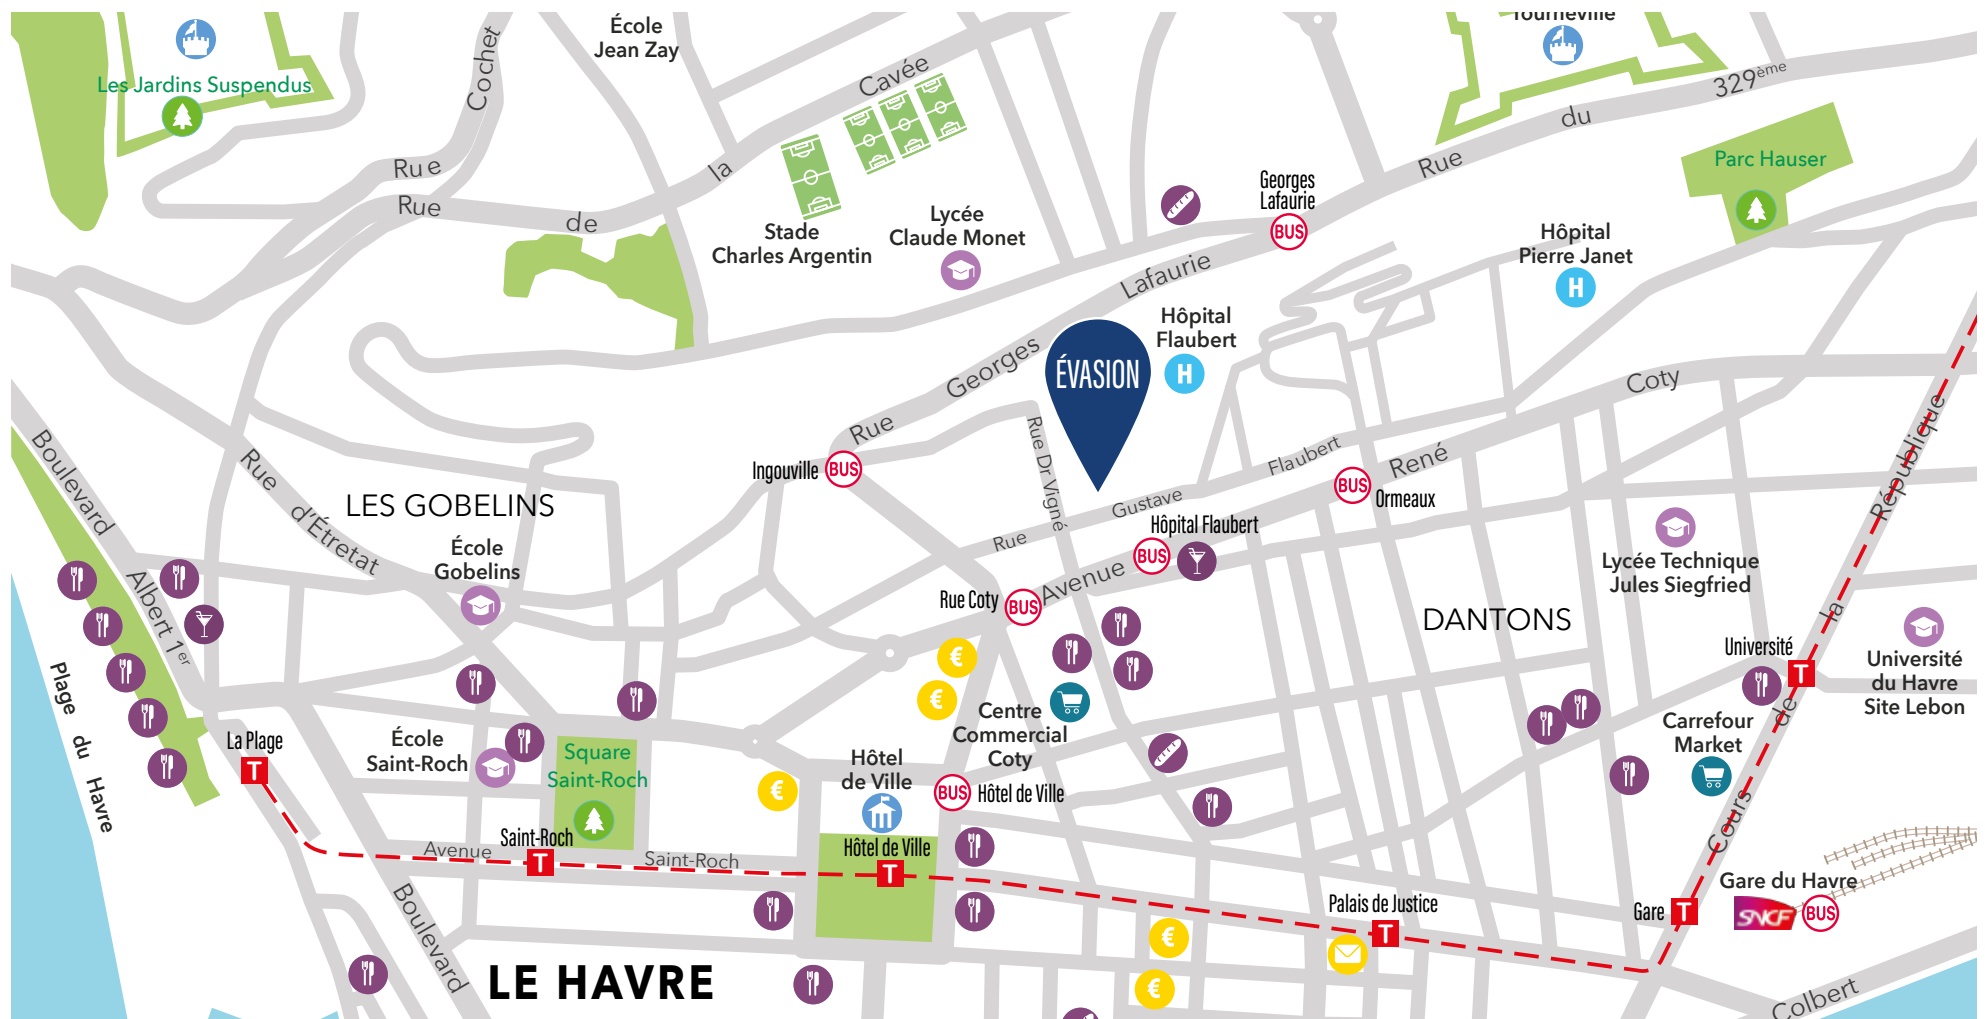 École
Jean Zay
Tourneville
Les Jardins Suspendus
Rue Cochet
Rue de la Cavée
Rue du 329ème
Parc Hauser
Georges
Lafaurie
BUS
Stade
Charles Argentin
Lycée
Claude Monet
Hôpital
Pierre Janet
H
Rue Georges Lafaurie
Hôpital
Flaubert
H
ÉVASION
Avenue René Coty
Boulevard Albert 1er
Rue d'Étretat
LES GOBELINS
Ingouville
BUS
Rue Dr Vigné
Rue Gustave Flaubert
BUS
Ormeaux
Hôpital Flaubert
BUS
École
Gobelins
Rue Coty
BUS
Lycée Technique
Jules Siegfried
DANTONS
Cours de la République
Université
T
Université
du Havre
Site Lebon
Plage du Havre
La Plage
T
École
Saint-Roch
Square
Saint-Roch
€
€
Centre
Commercial
Coty
Carrefour
Market
Hôtel
de Ville
€
BUS
Hôtel de Ville
Avenue Saint-Roch
Saint-Roch
T
Hôtel de Ville
T
Gare du Havre
SNCF
BUS
Gare
T
Palais de Justice
T
Boulevard
€
€
LE HAVRE
Colbert